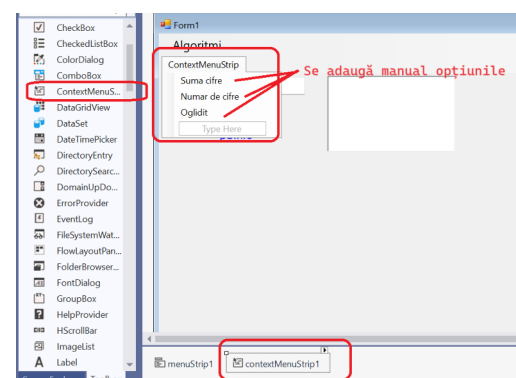 CheckBox
CheckedListBox
ColorDialog
ComboBox
ContextMenuS...
DataGridView
DataSet
DateTimePicker
DirectoryEntry
DirectorySearc...
DomainUpDo...
ErrorProvider
EventLog
FileSystemWat...
FlowLayoutPan...
FolderBrowser...
FontDialog
GroupBox
HelpProvider
HScrollBar
ImageList
Label
Form1
Algoritmi
ContextMenuStrip
Suma cifre
Numar de cifre
Oglidit
Type Here
Se adaugă manual opțiunile
menuStrip1
contextMenuStrip1